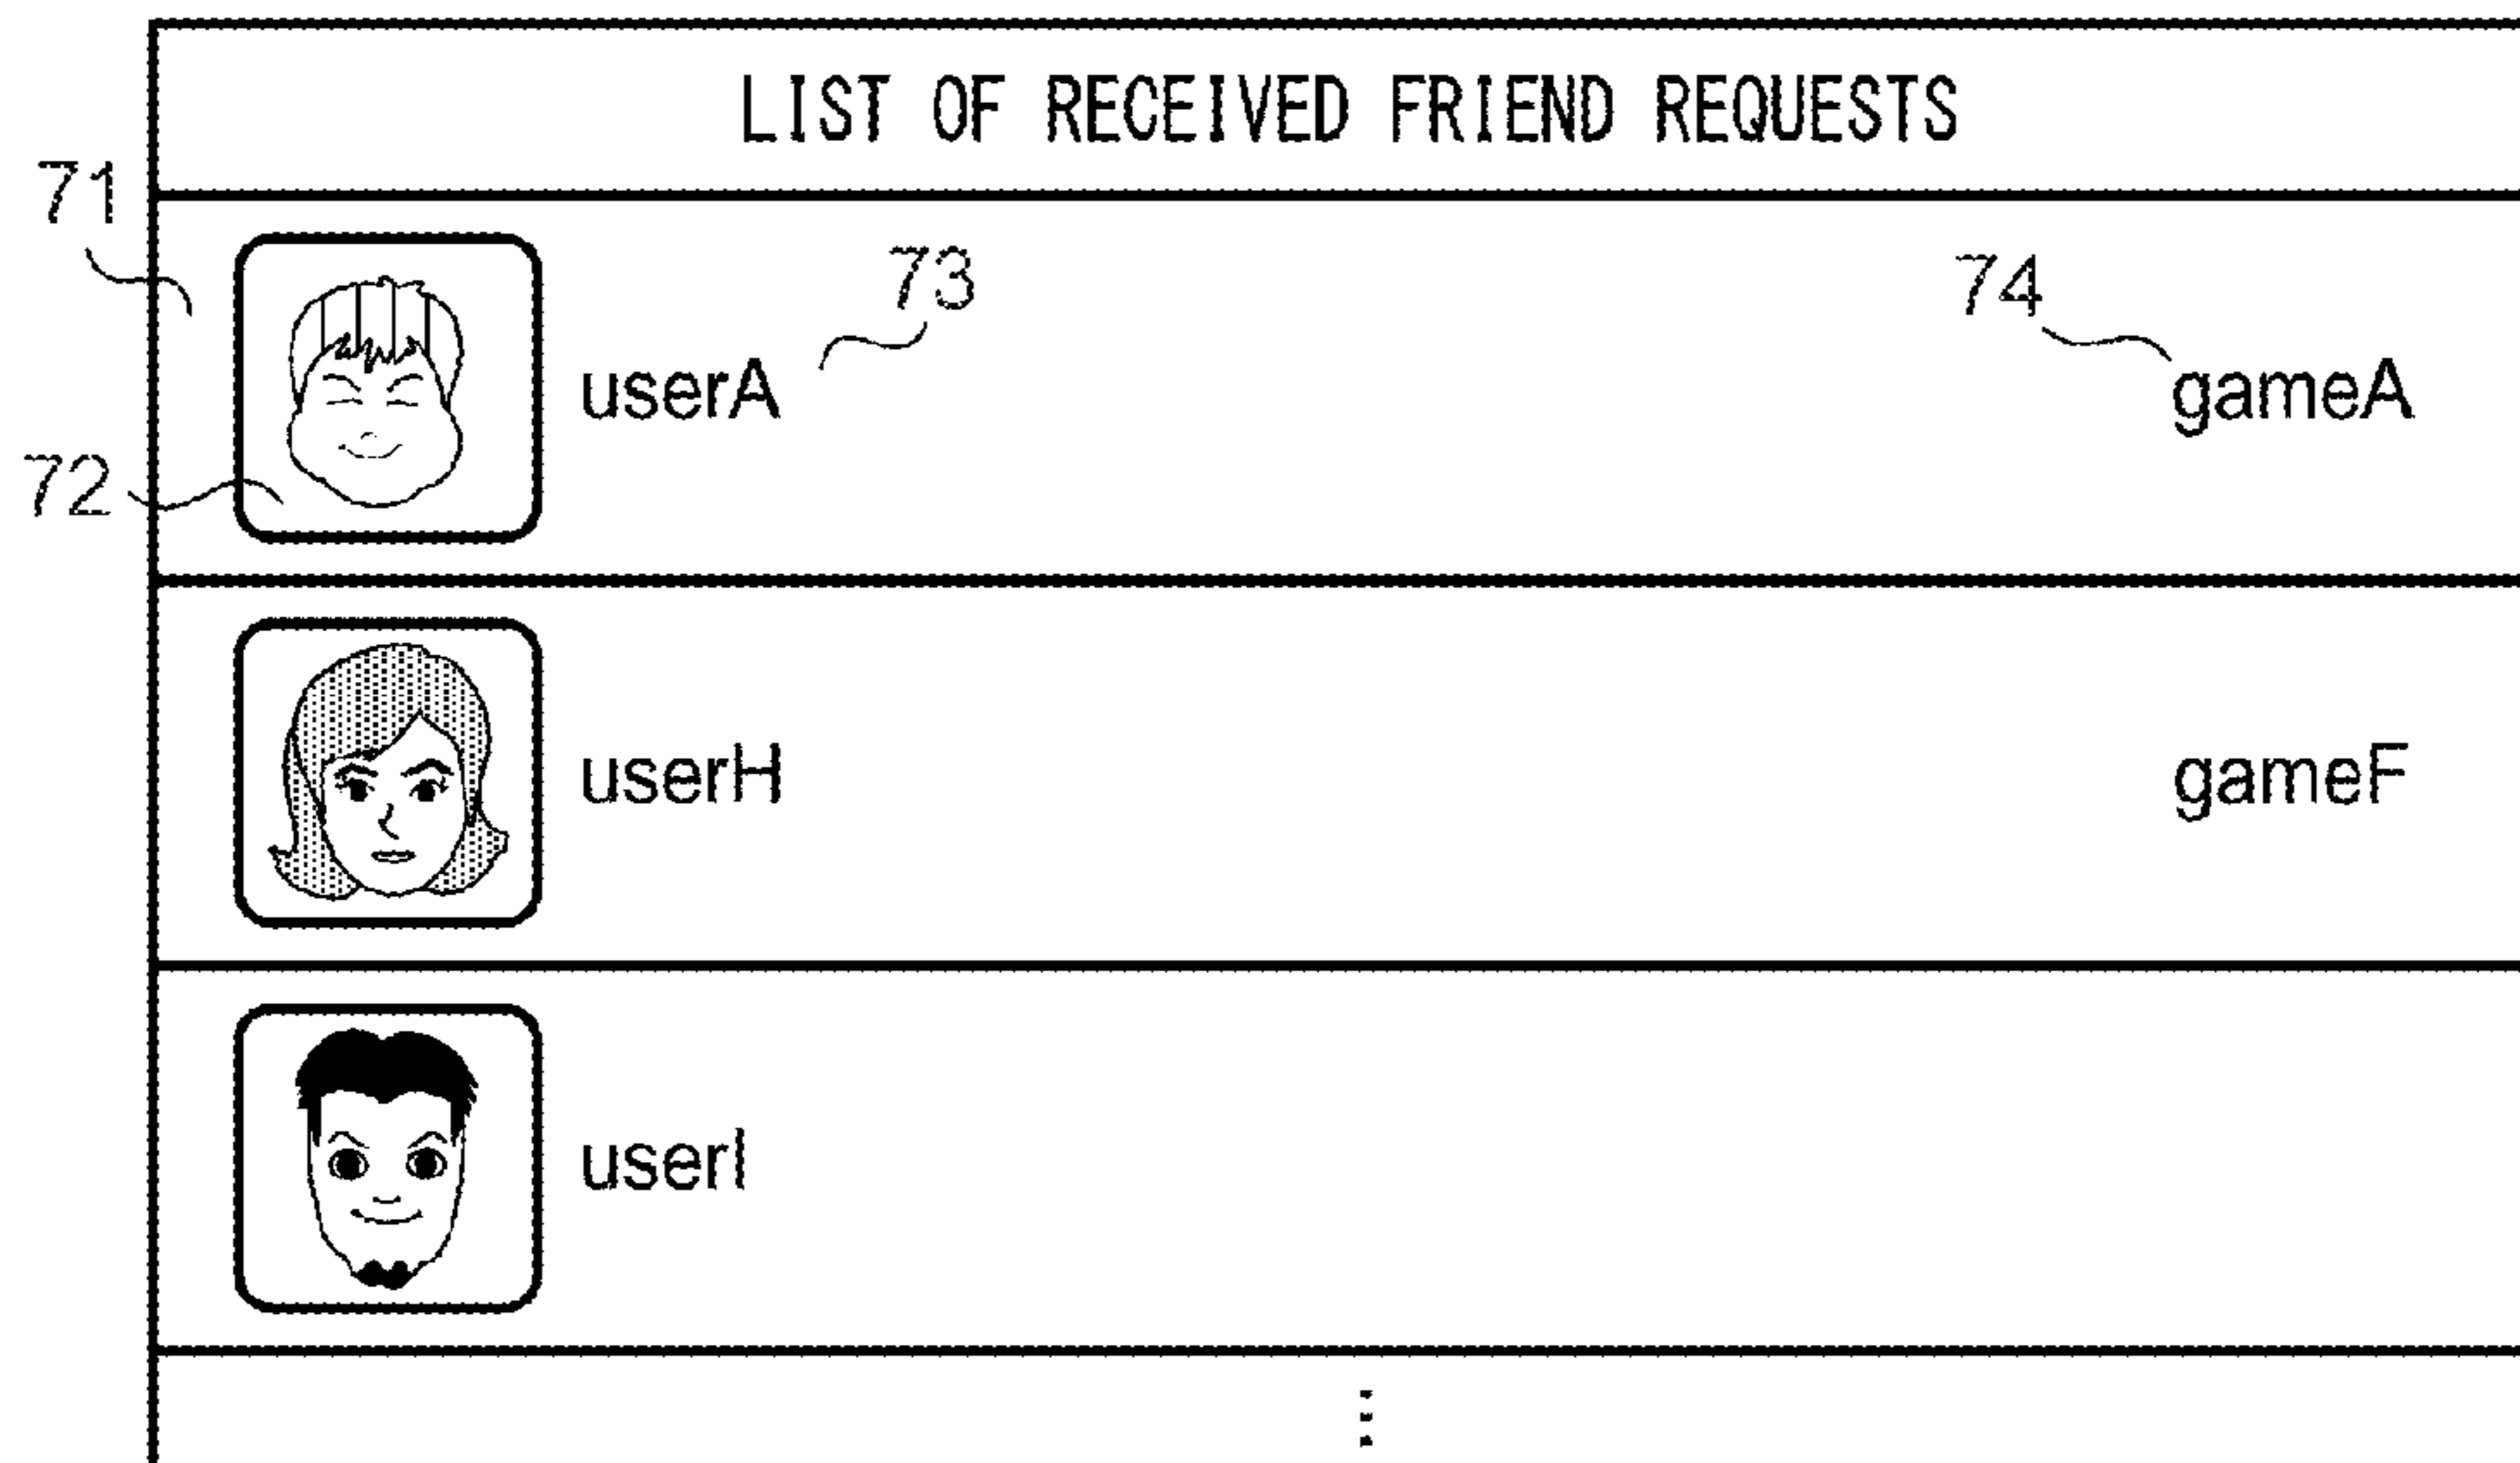 LIST OF RECEIVED FRIEND REQUESTS
71
73
74
userA gameA
72
userH gameF
userI
⋮